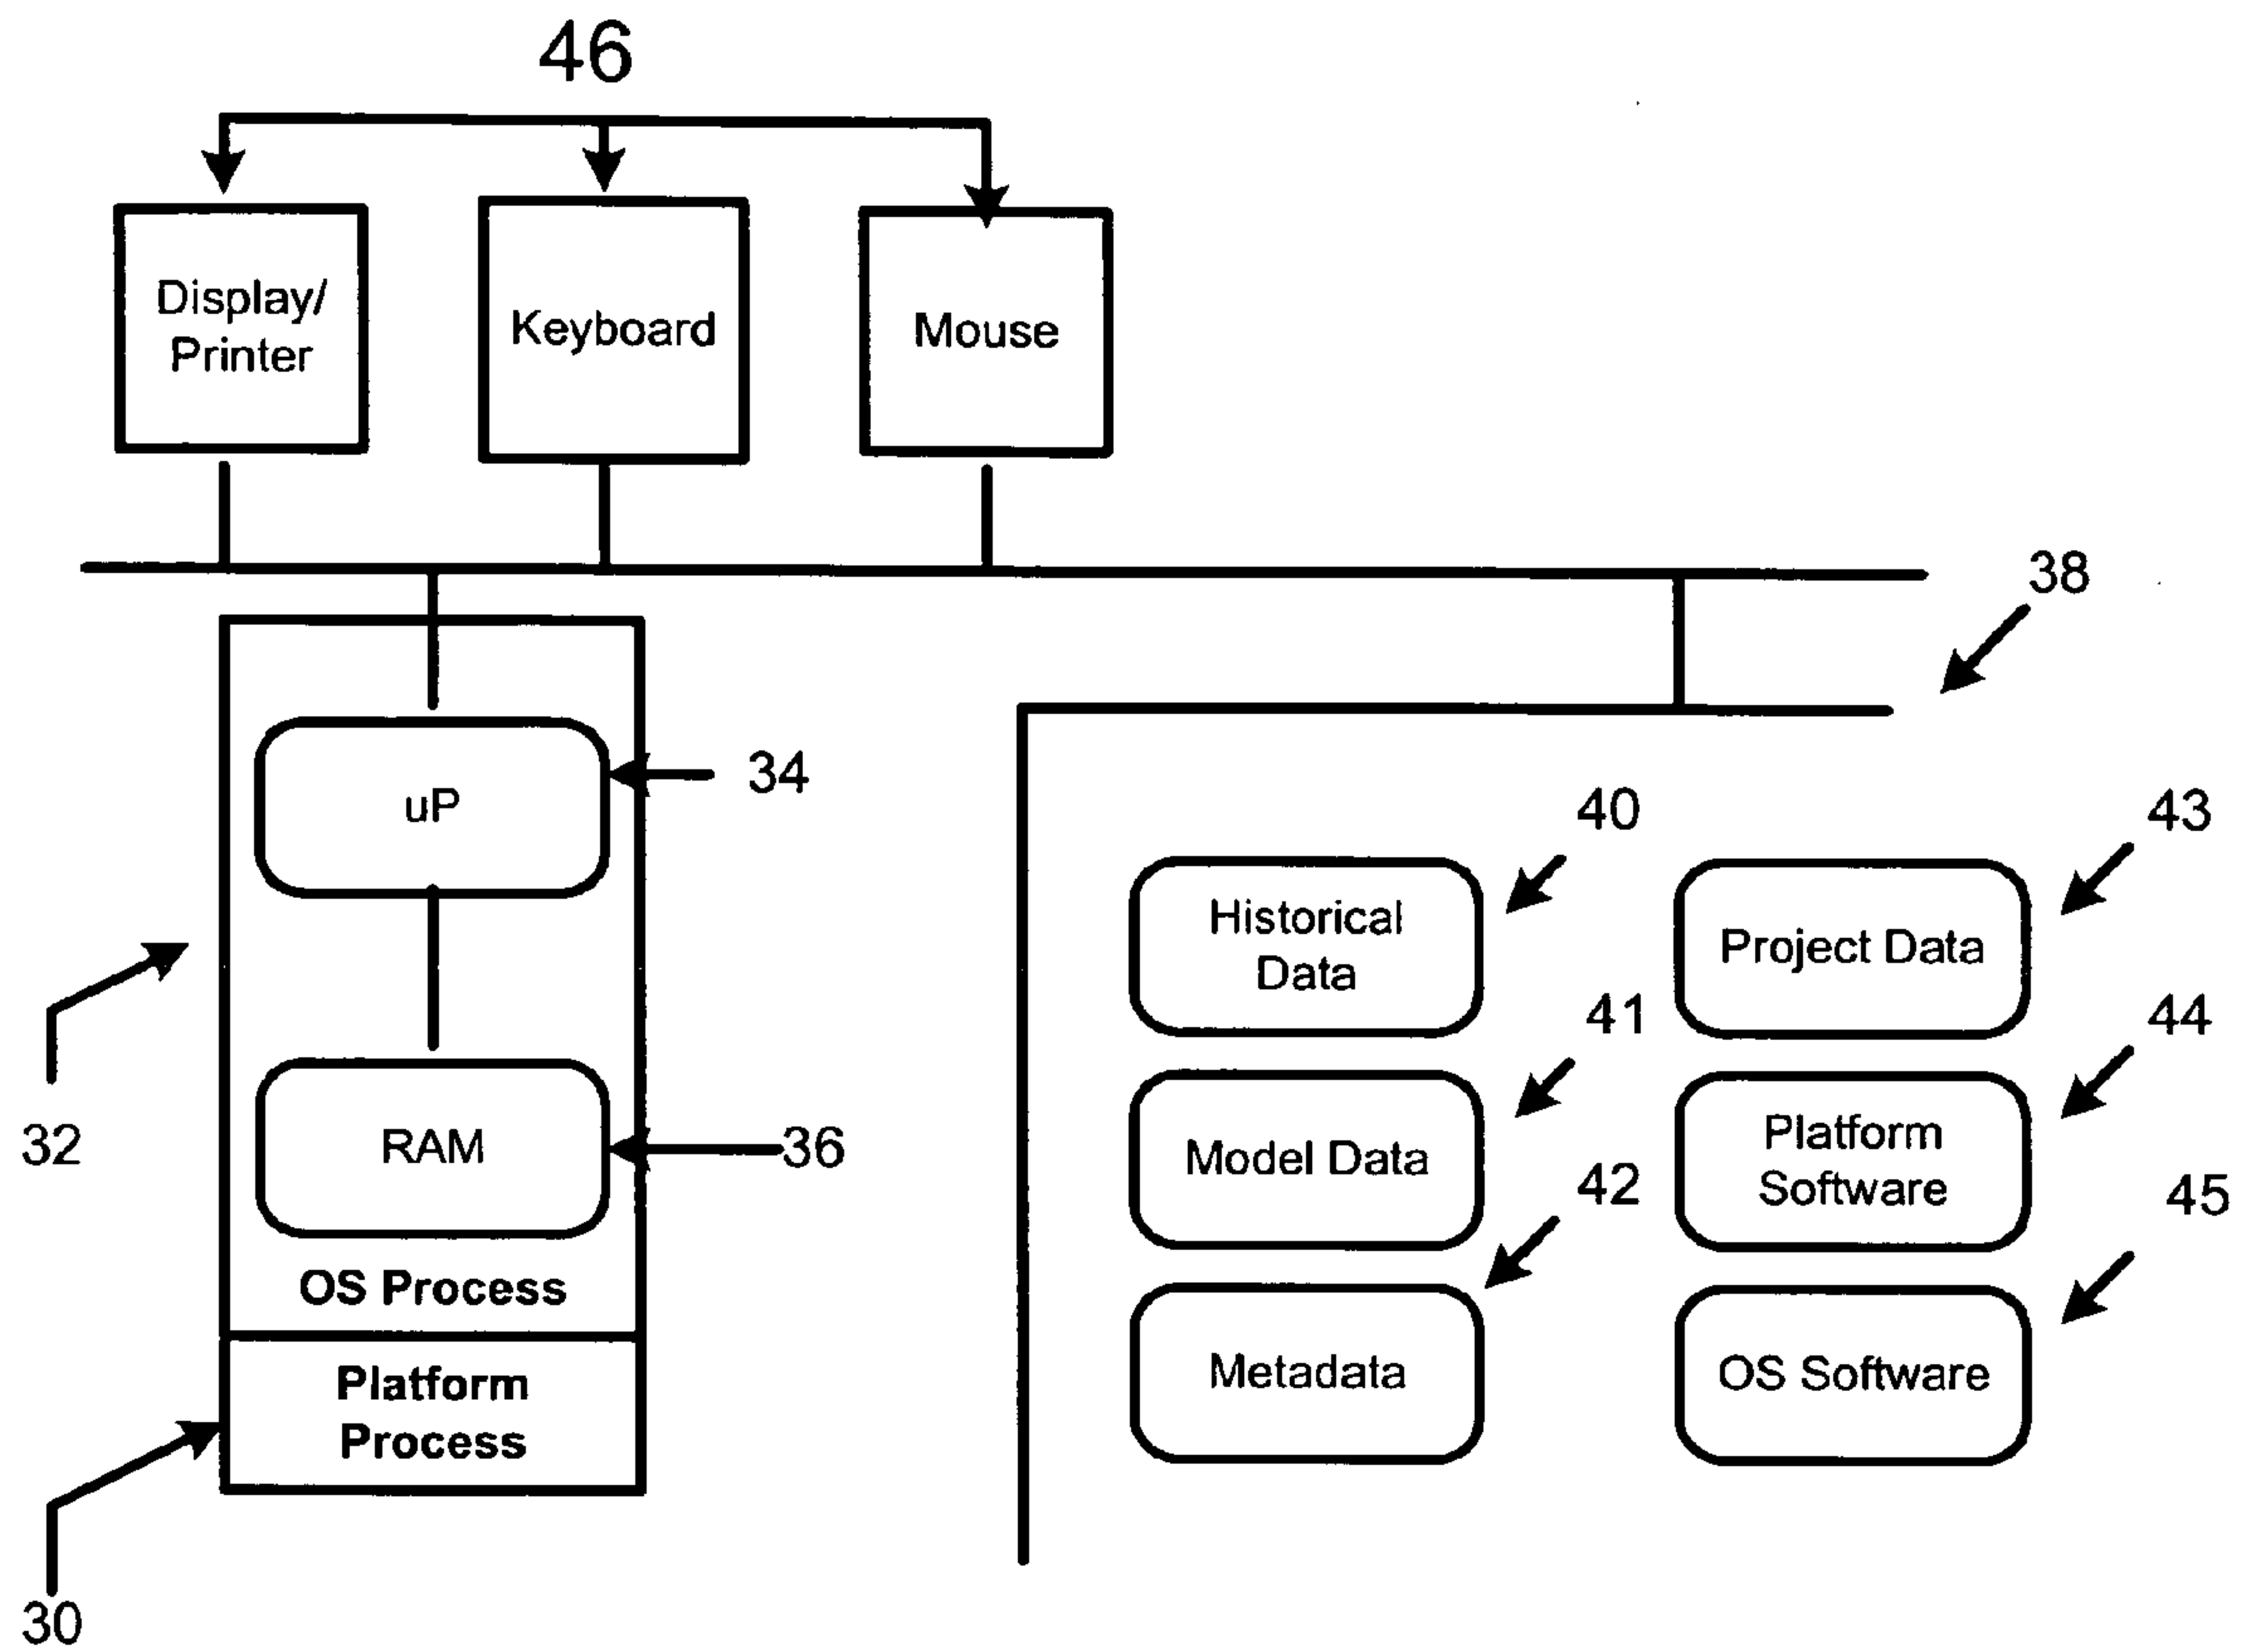 46
Display/
Printer
Keyboard
Mouse
38
34
uP
40
43
Historical
Data
Project Data
41
44
32
RAM
36
Model Data
Platform
Software
42
45
OS Process
Metadata
OS Software
Platform
Process
30